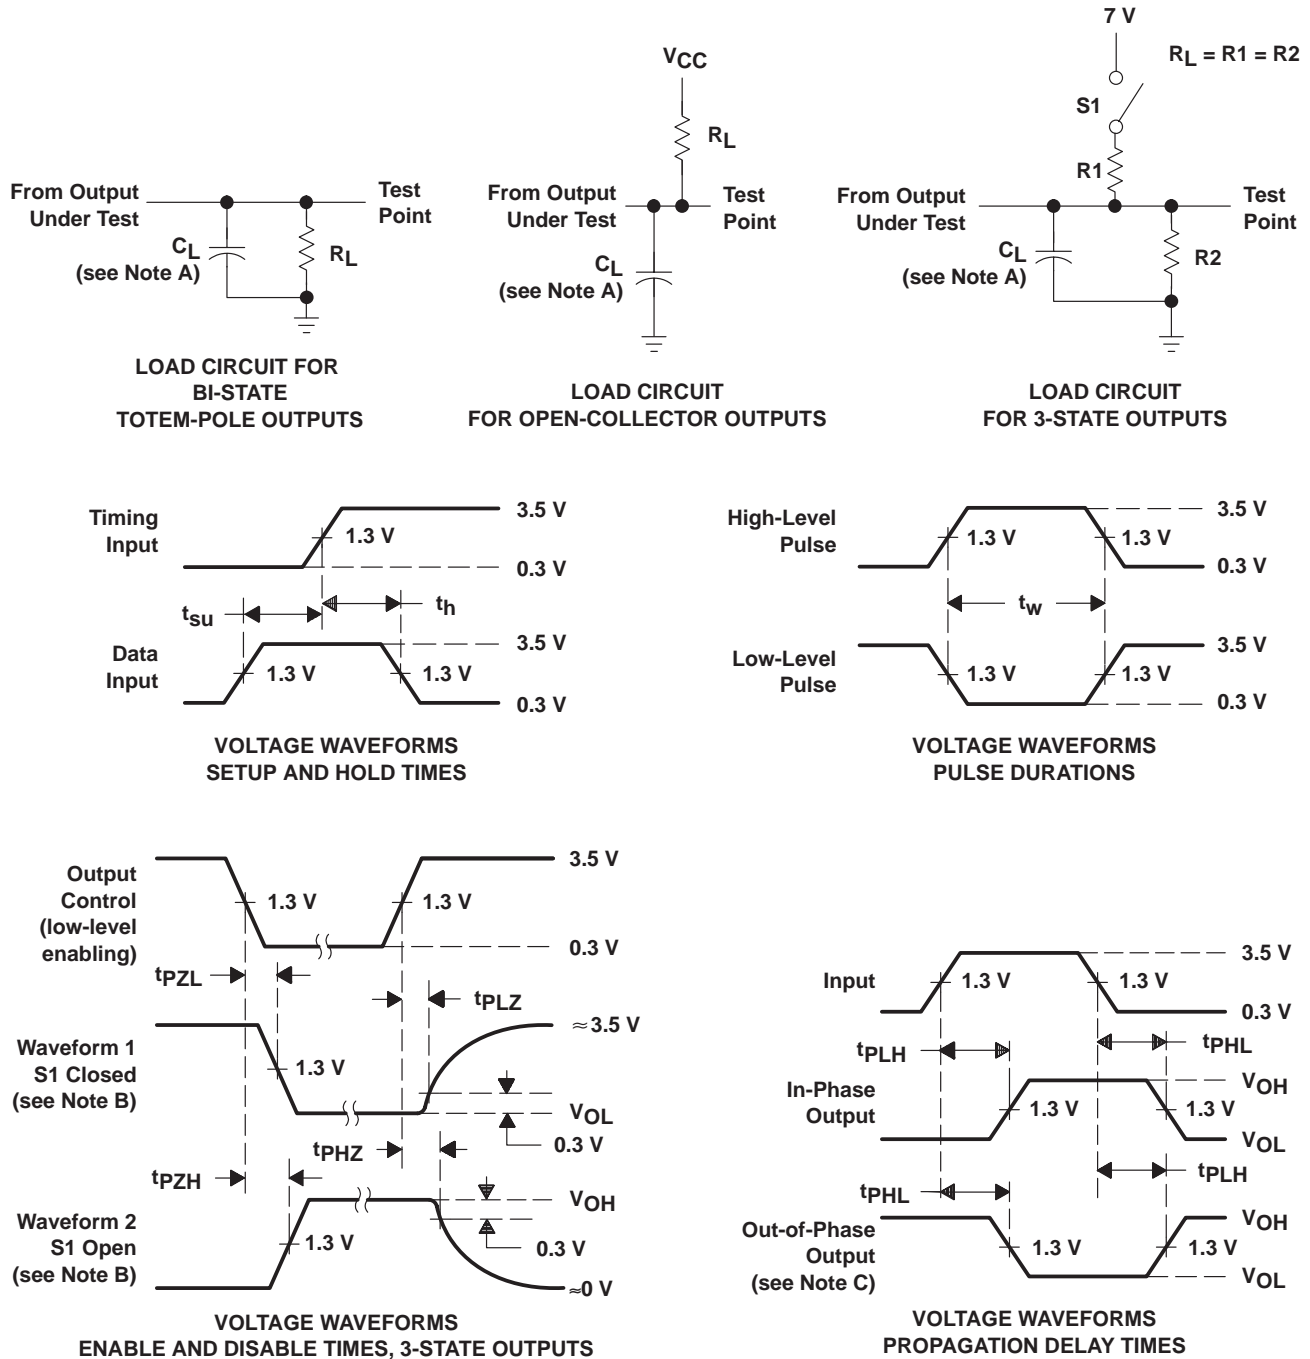 VCC
RL
From Output
Under Test
Test
Point
CL
(see Note A)
RL
LOAD CIRCUIT FOR
BI-STATE
TOTEM-POLE OUTPUTS
From Output
Under Test
Test
Point
CL
(see Note A)
LOAD CIRCUIT
FOR OPEN-COLLECTOR OUTPUTS
7 V
RL = R1 = R2
S1
R1
From Output
Under Test
Test
Point
CL
(see Note A)
R2
LOAD CIRCUIT
FOR 3-STATE OUTPUTS
Timing
Input
3.5 V
1.3 V
0.3 V
tsu
th
Data
Input
3.5 V
1.3 V
1.3 V
0.3 V
VOLTAGE WAVEFORMS
SETUP AND HOLD TIMES
High-Level
Pulse
3.5 V
1.3 V
1.3 V
0.3 V
tw
Low-Level
Pulse
3.5 V
1.3 V
1.3 V
0.3 V
VOLTAGE WAVEFORMS
PULSE DURATIONS
Output
Control
(low-level
enabling)
3.5 V
1.3 V
1.3 V
0.3 V
tPZL
tPLZ
Waveform 1
S1 Closed
(see Note B)
≈3.5 V
1.3 V
VOL
0.3 V
tPHZ
tPZH
Waveform 2
S1 Open
(see Note B)
VOH
1.3 V
0.3 V
≈0 V
VOLTAGE WAVEFORMS
ENABLE AND DISABLE TIMES, 3-STATE OUTPUTS
Input
3.5 V
1.3 V
1.3 V
0.3 V
tPLH
tPHL
In-Phase
Output
VOH
1.3 V
1.3 V
VOL
tPHL
tPLH
Out-of-Phase
Output
(see Note C)
VOH
1.3 V
1.3 V
VOL
VOLTAGE WAVEFORMS
PROPAGATION DELAY TIMES